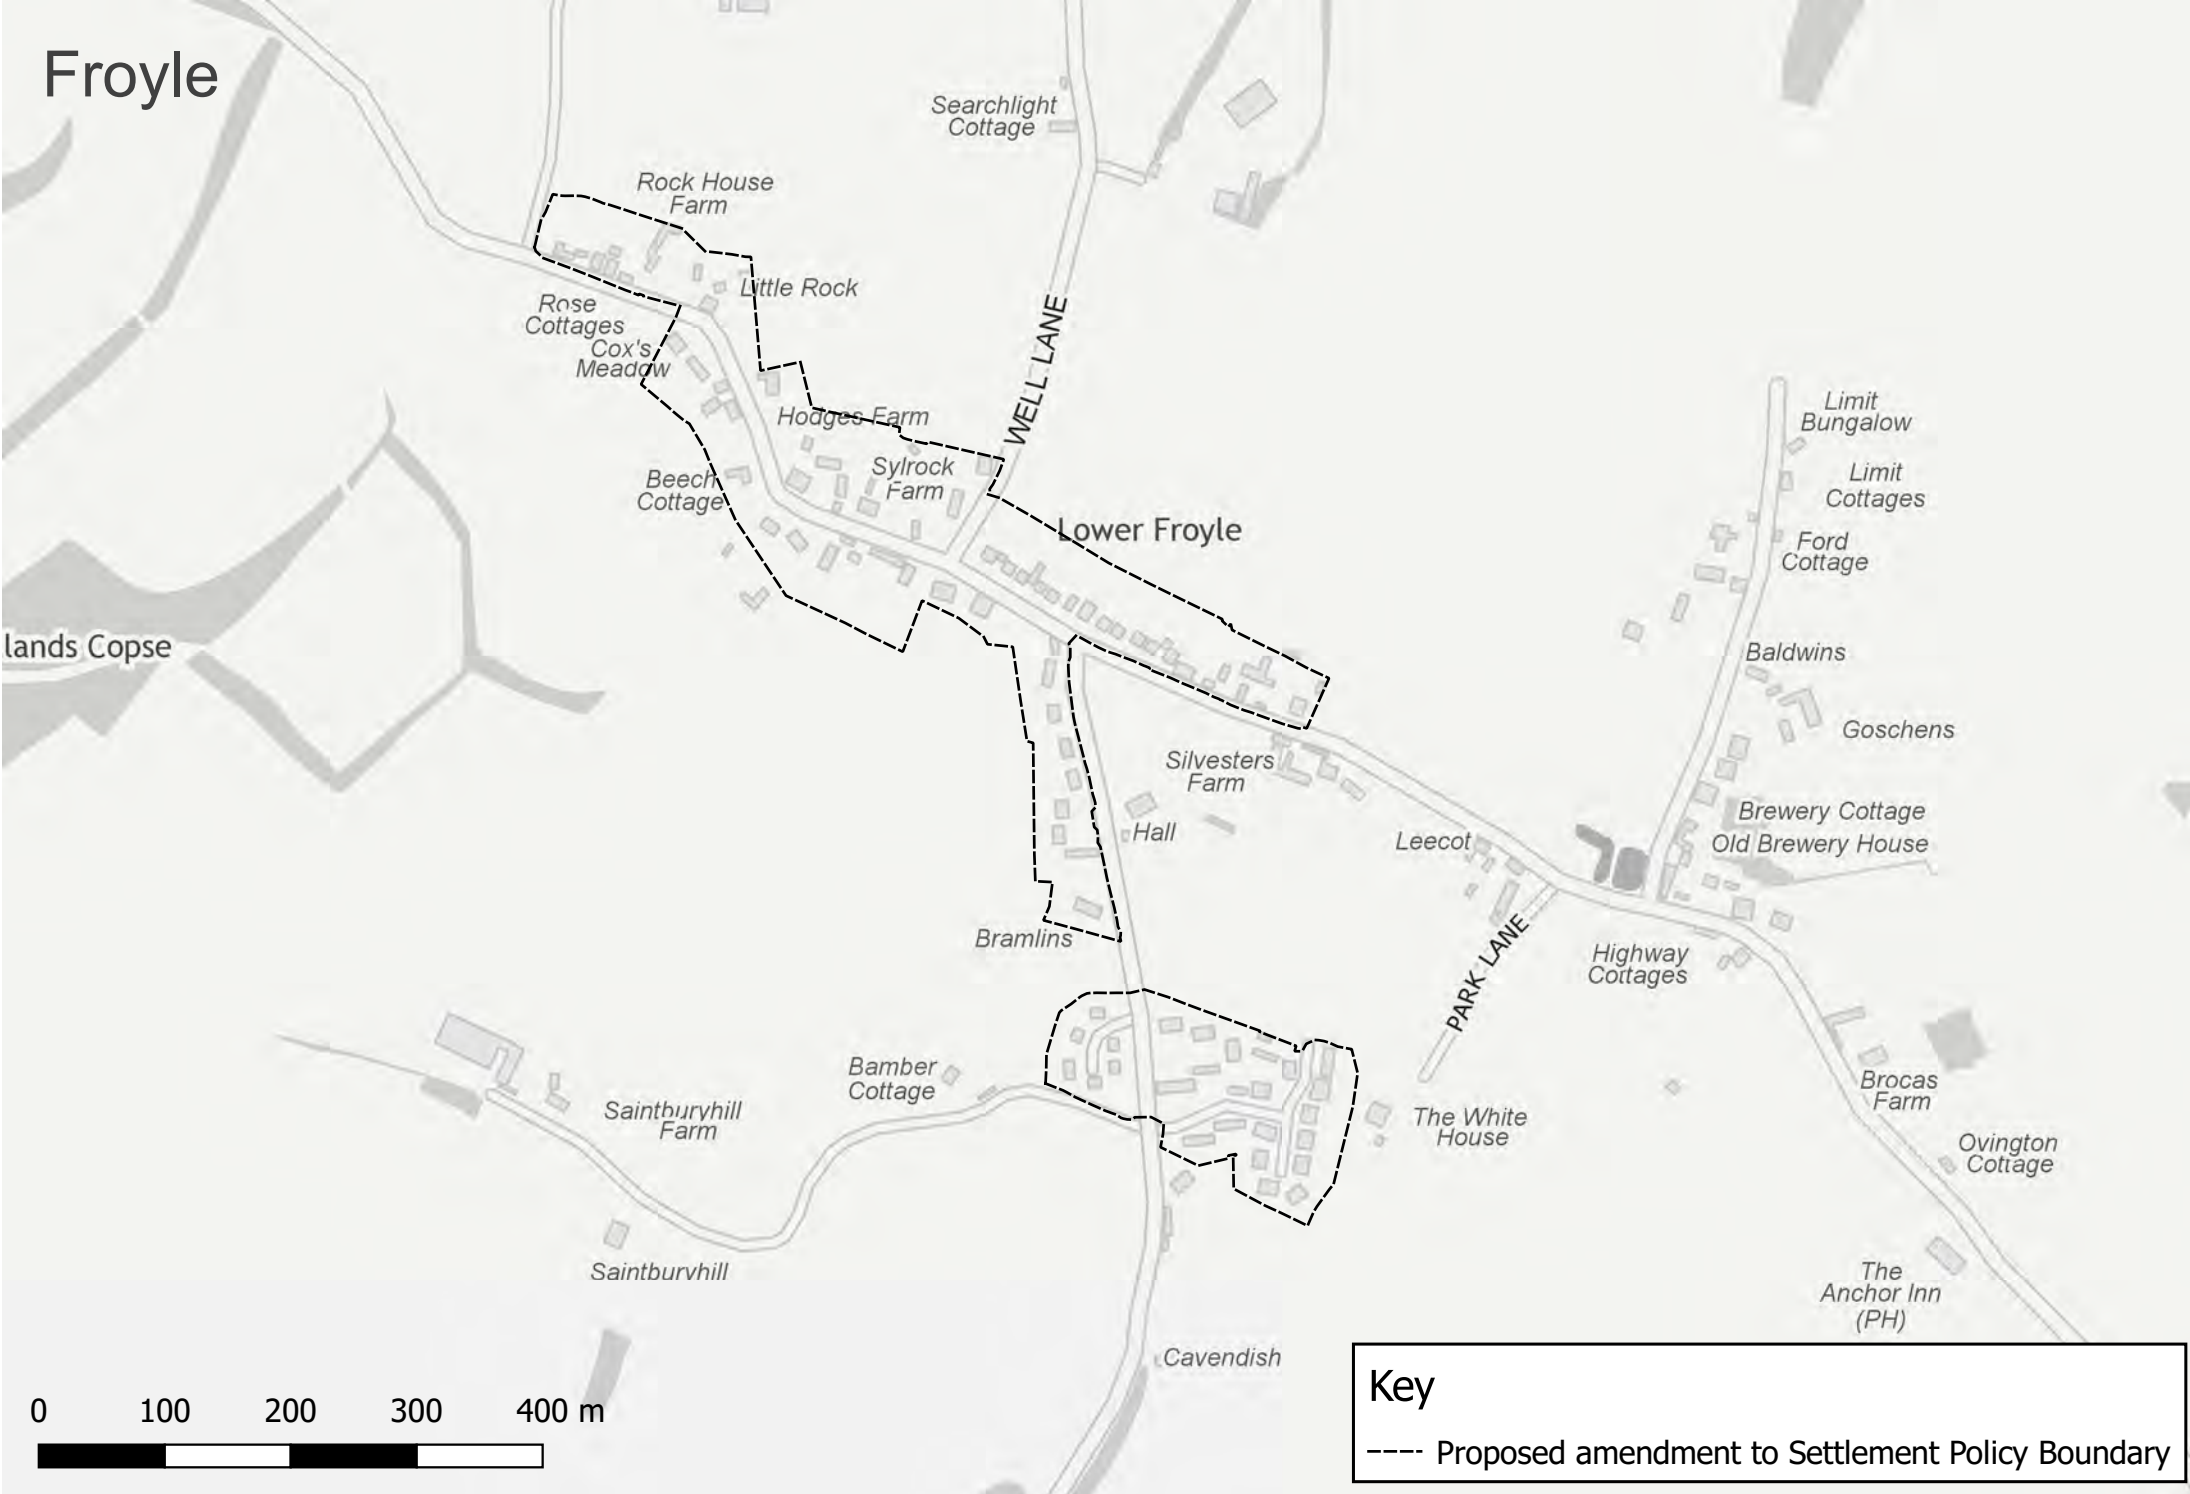 Froyle
Searchlight
Cottage
Rock House
Farm
Little Rock
Rose
Cottages
Cox's
Meadow
WELL LANE
Hodges Farm
Sylrock
Farm
Beech
Cottage
Lower Froyle
Limit
Bungalow
Limit
Cottages
Ford
Cottage
lands Copse
Baldwins
Goschens
Silvesters
Farm
Hall
Leecot
Brewery Cottage
Old Brewery House
Bramlins
PARK LANE
Highway
Cottages
Bamber
Cottage
Saintburyhill
Farm
The White
House
Brocas
Farm
Ovington
Cottage
Saintburyhill
The
Anchor Inn
(PH)
Cavendish
0 100 200 300 400 m
Key
Proposed amendment to Settlement Policy Boundary